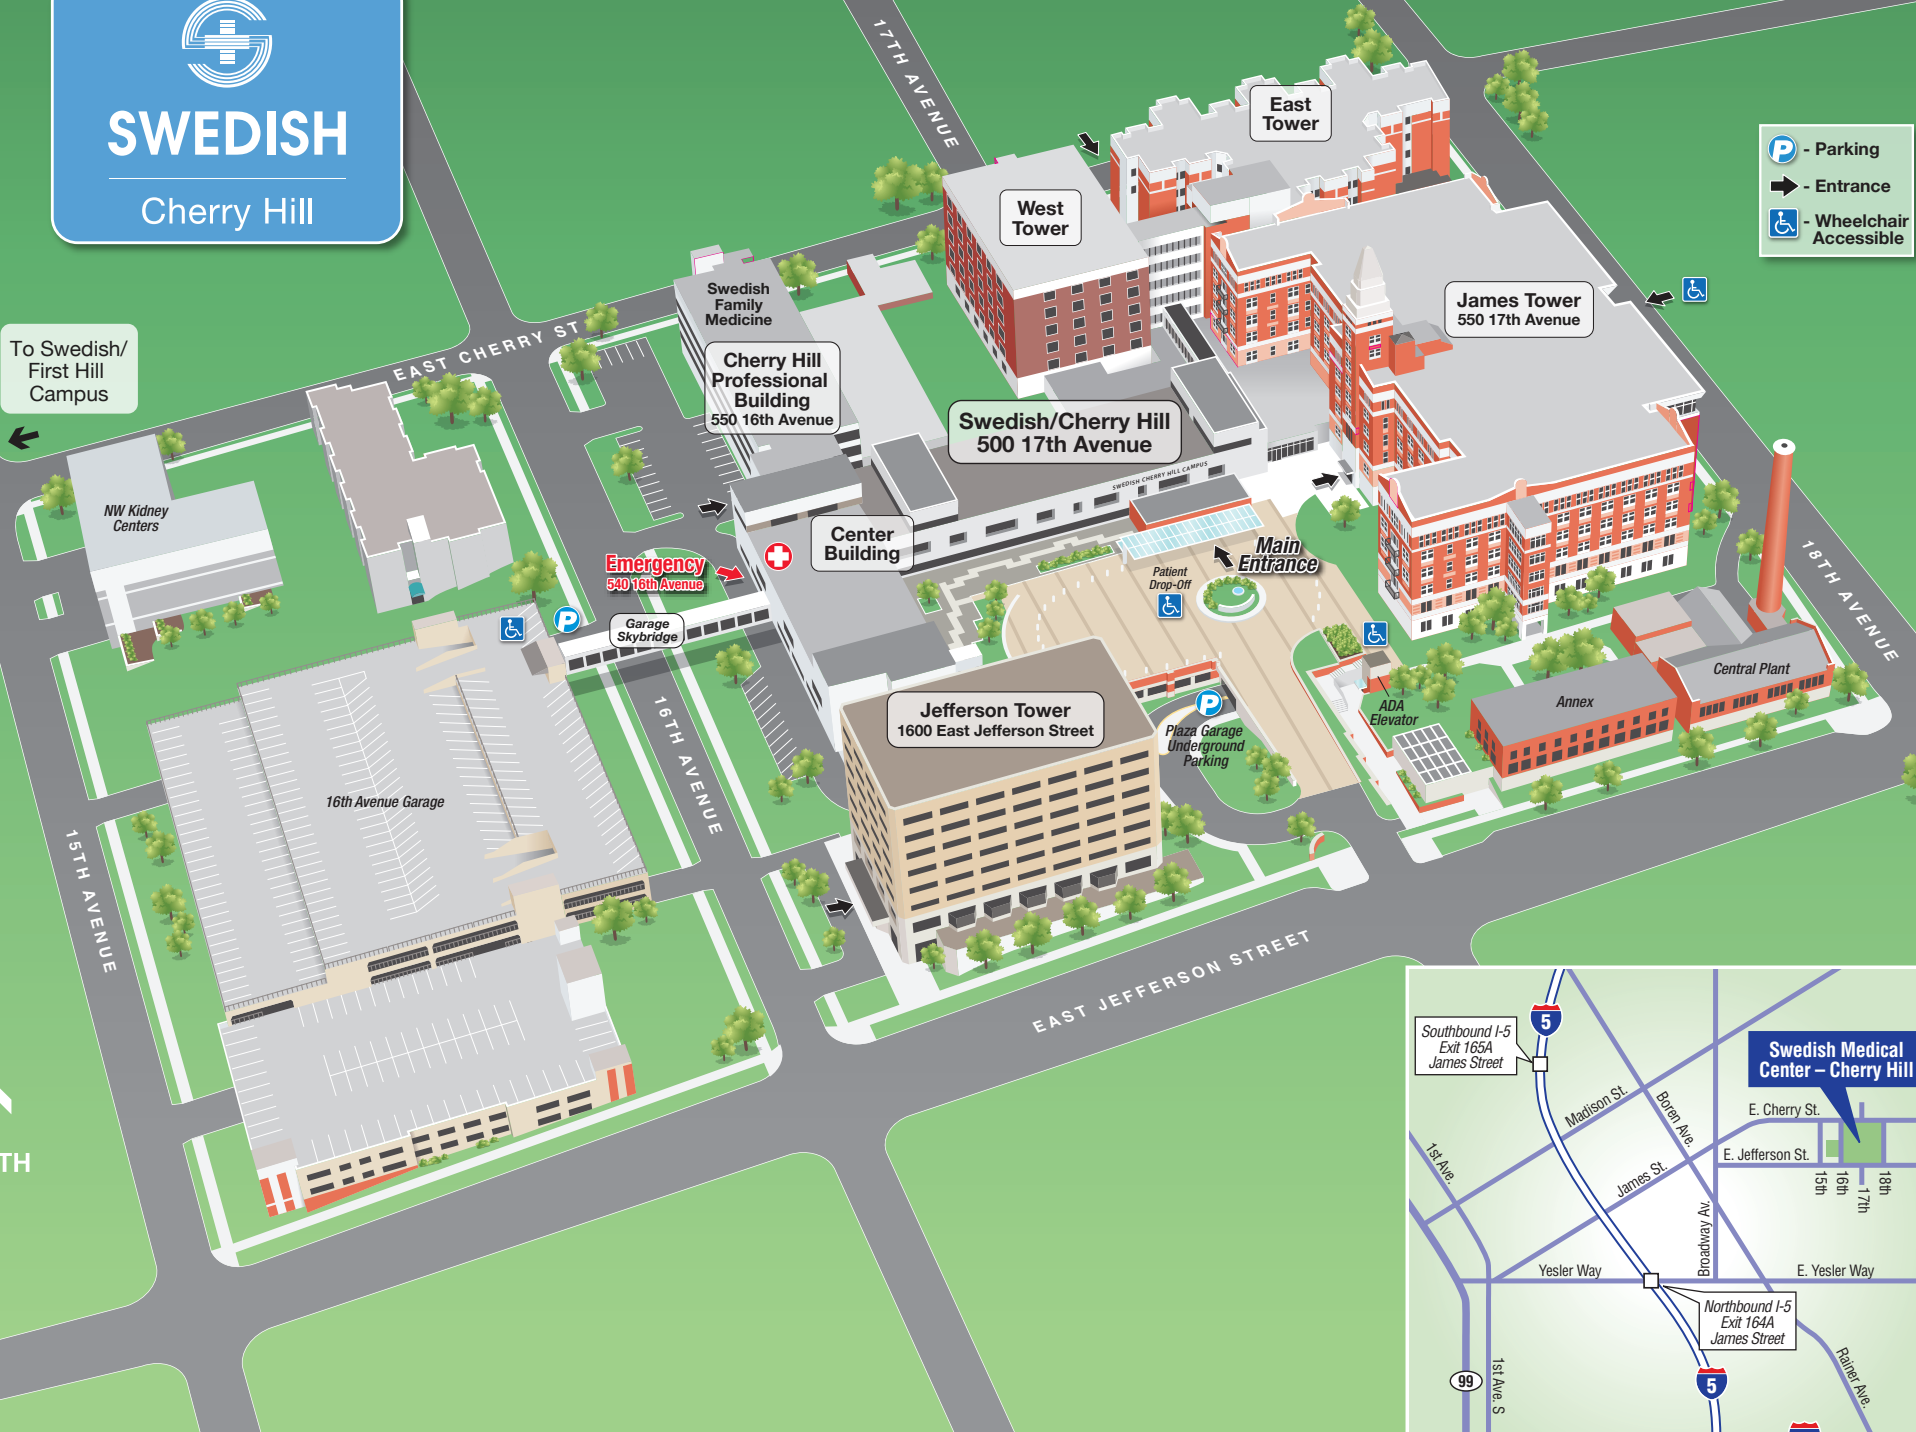 SWEDISH
Cherry Hill
To Swedish/
First Hill
Campus
17TH AVENUE
East
Tower
West
Tower
P - Parking
- Entrance
- Wheelchair
Accessible
Swedish
Family
Medicine
James Tower
550 17th Avenue
EAST CHERRY ST
Cherry Hill
Professional
Building
550 16th Avenue
Swedish/Cherry Hill
500 17th Avenue
SWEDISH CHERRY HILL CAMPUS
NW Kidney
Centers
Center
Building
Emergency
540 16th Avenue
Main
Entrance
Patient
Drop-Off
P
Garage
Skybridge
18TH AVENUE
Central Plant
Annex
ADA
Elevator
Jefferson Tower
1600 East Jefferson Street
P
Plaza Garage
Underground
Parking
16TH AVENUE
16th Avenue Garage
15TH AVENUE
EAST JEFFERSON STREET
TH
5
Southbound I-5
Exit 165A
James Street
Swedish Medical
Center – Cherry Hill
Madison St.
Boren Ave.
E. Cherry St.
E. Jefferson St.
1st Ave.
James St.
15th
16th
17th
18th
Broadway Av.
Yesler Way
E. Yesler Way
Northbound I-5
Exit 164A
James Street
99
1st Ave. S
5
Rainer Ave.